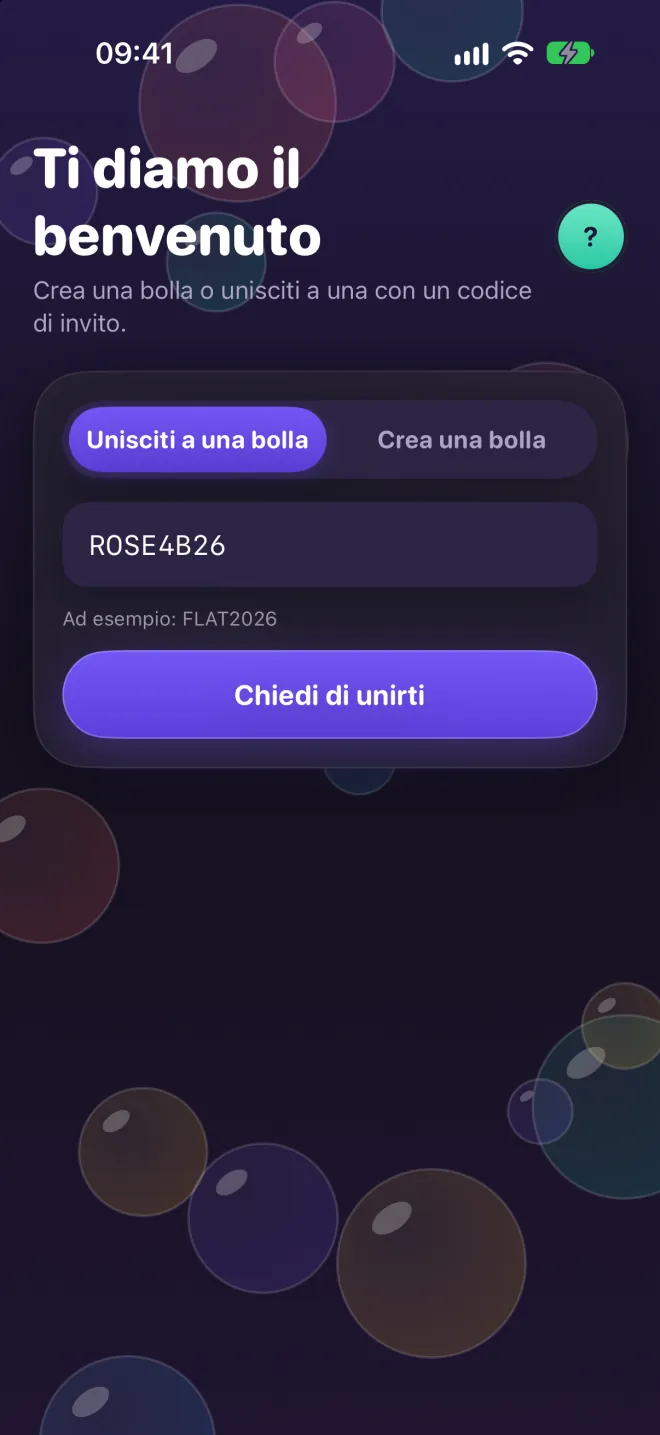 09:41
Ti diamo il
benvenuto
?
Crea una bolla o unisciti a una con un codice
di invito.
Unisciti a una bolla
Crea una bolla
ROSE4B26
Ad esempio: FLAT2026
Chiedi di unirti